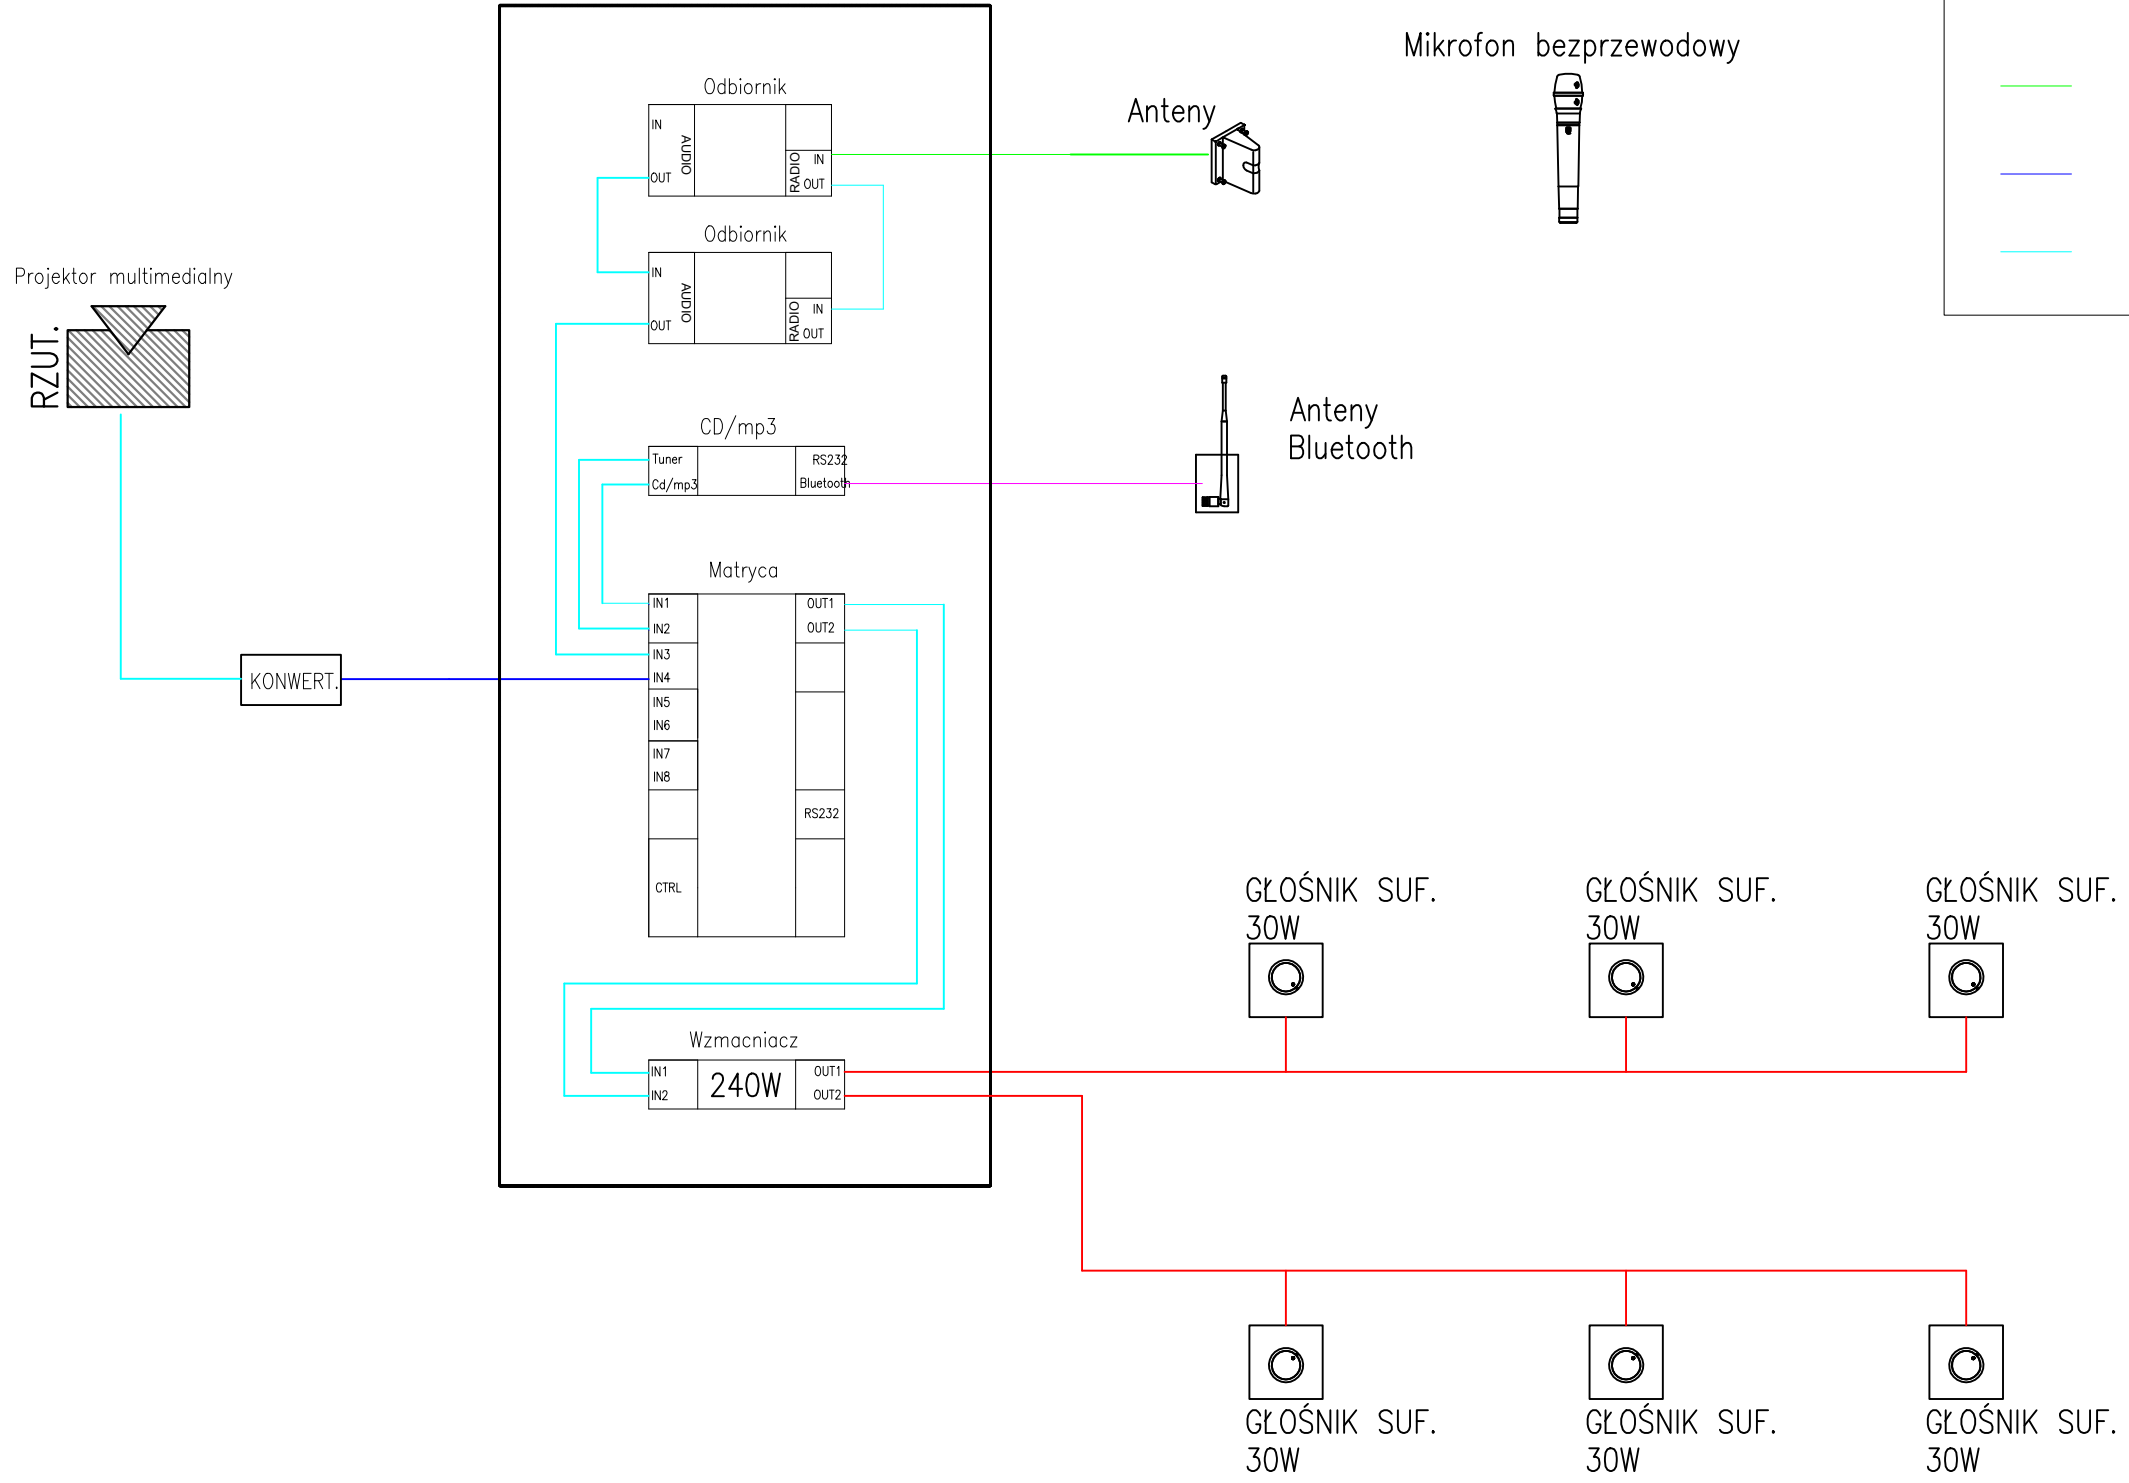 Mikrofon bezprzewodowy
Anteny
Odbiornik
IN
AUDIO
OUT
RADIO
IN
OUT
Odbiornik
IN
AUDIO
OUT
RADIO
IN
OUT
Projektor multimedialny
RZUT.
CD/mp3
Tuner
RS232
Cd/mp3
Bluetooth
Anteny
Bluetooth
Matryca
IN1
OUT1
IN2
OUT2
IN3
IN4
IN5
IN6
IN7
IN8
RS232
CTRL
KONWERT.
Wzmacniacz
IN1
240W
OUT1
IN2
OUT2
GŁOŚNIK SUF.
30W
GŁOŚNIK SUF.
30W
GŁOŚNIK SUF.
30W
GŁOŚNIK SUF.
30W
GŁOŚNIK SUF.
30W
GŁOŚNIK SUF.
30W